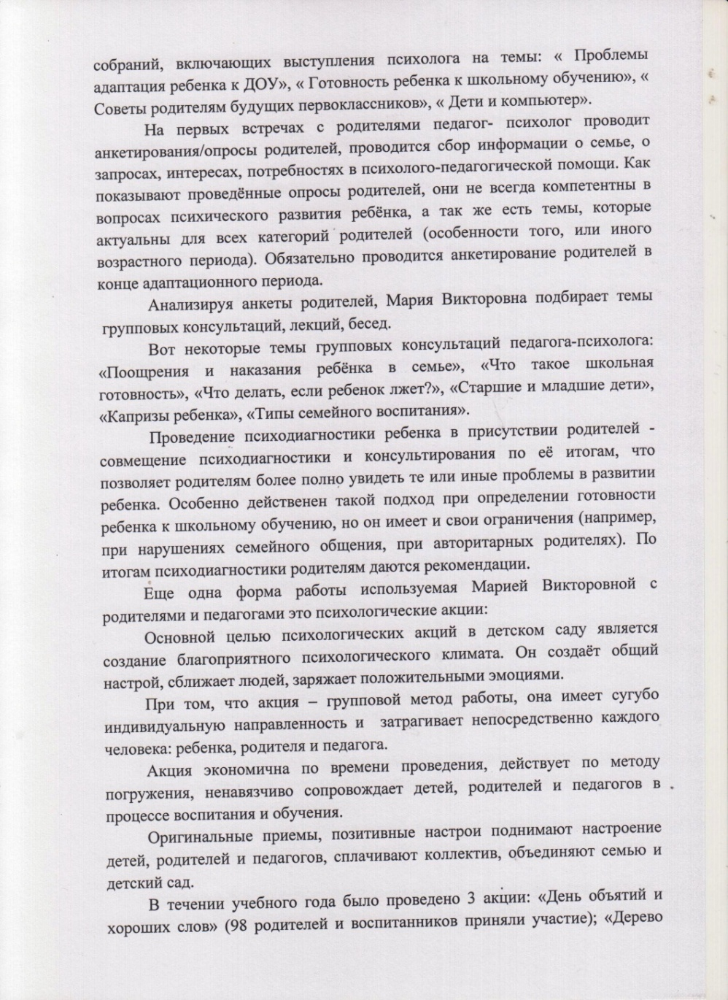 собраний, включающих выступления психолога на темы: « Проблемы
адаптация ребенка к ДОУ», « Готовность ребенка к школьному обучению», «
Советы родителям будущих первоклассников», « Дети и компьютер».
На первых встречах с родителями педагог- психолог проводит
анкетирования/опросы родителей, проводится сбор информации о семье, о
запросах, интересах, потребностях в психолого-педагогической помощи. Как
показывают проведённые опросы родителей, они не всегда компетентны в
вопросах психического развития ребёнка, а так же есть темы, которые
актуальны для всех категорий родителей (особенности того, или иного
возрастного периода). Обязательно проводится анкетирование родителей в
конце адаптационного периода.
Анализируя анкеты родителей, Мария Викторовна подбирает темы
групповых консультаций, лекций, бесед.
Вот некоторые темы групповых консультаций педагога-психолога:
«Поощрения и наказания ребёнка в семье», «Что такое школьная
готовность», «Что делать, если ребенок лжет?», «Старшие и младшие дети»,
«Капризы ребенка», «Типы семейного воспитания».
Проведение психодиагностики ребенка в присутствии родителей -
совмещение психодиагностики и консультирования по её итогам, что
позволяет родителям более полно увидеть те или иные проблемы в развитии
ребенка. Особенно действенен такой подход при определении готовности
ребенка к школьному обучению, но он имеет и свои ограничения (например,
при нарушениях семейного общения, при авторитарных родителях). По
итогам психодиагностики родителям даются рекомендации.
Еще одна форма работы используемая Марией Викторовной с
родителями и педагогами это психологические акции:
Основной целью психологических акций в детском саду является
создание благоприятного психологического климата. Он создаёт общий
настрой, сближает людей, заряжает положительными эмоциями.
При том, что акция – групповой метод работы, она имеет сугубо
индивидуальную направленность и затрагивает непосредственно каждого
человека: ребенка, родителя и педагога.
Акция экономична по времени проведения, действует по методу
погружения, ненавязчиво сопровождает детей, родителей и педагогов в
процессе воспитания и обучения.
Оригинальные приемы, позитивные настрои поднимают настроение
детей, родителей и педагогов, сплачивают коллектив, объединяют семью и
детский сад.
В течении учебного года было проведено 3 акции: «День объятий и
хороших слов» (98 родителей и воспитанников приняли участие); «Дерево